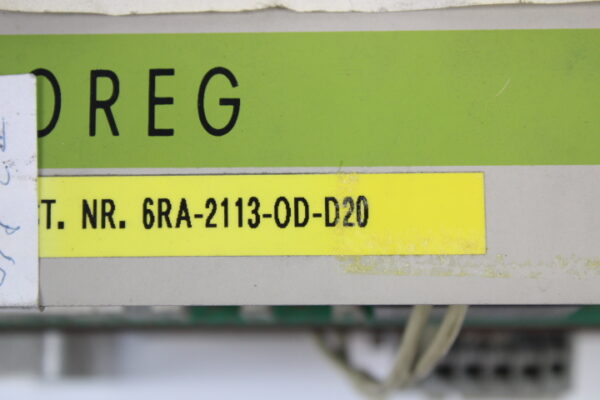 OREG
T. NR. 6RA-2113-OD-D20